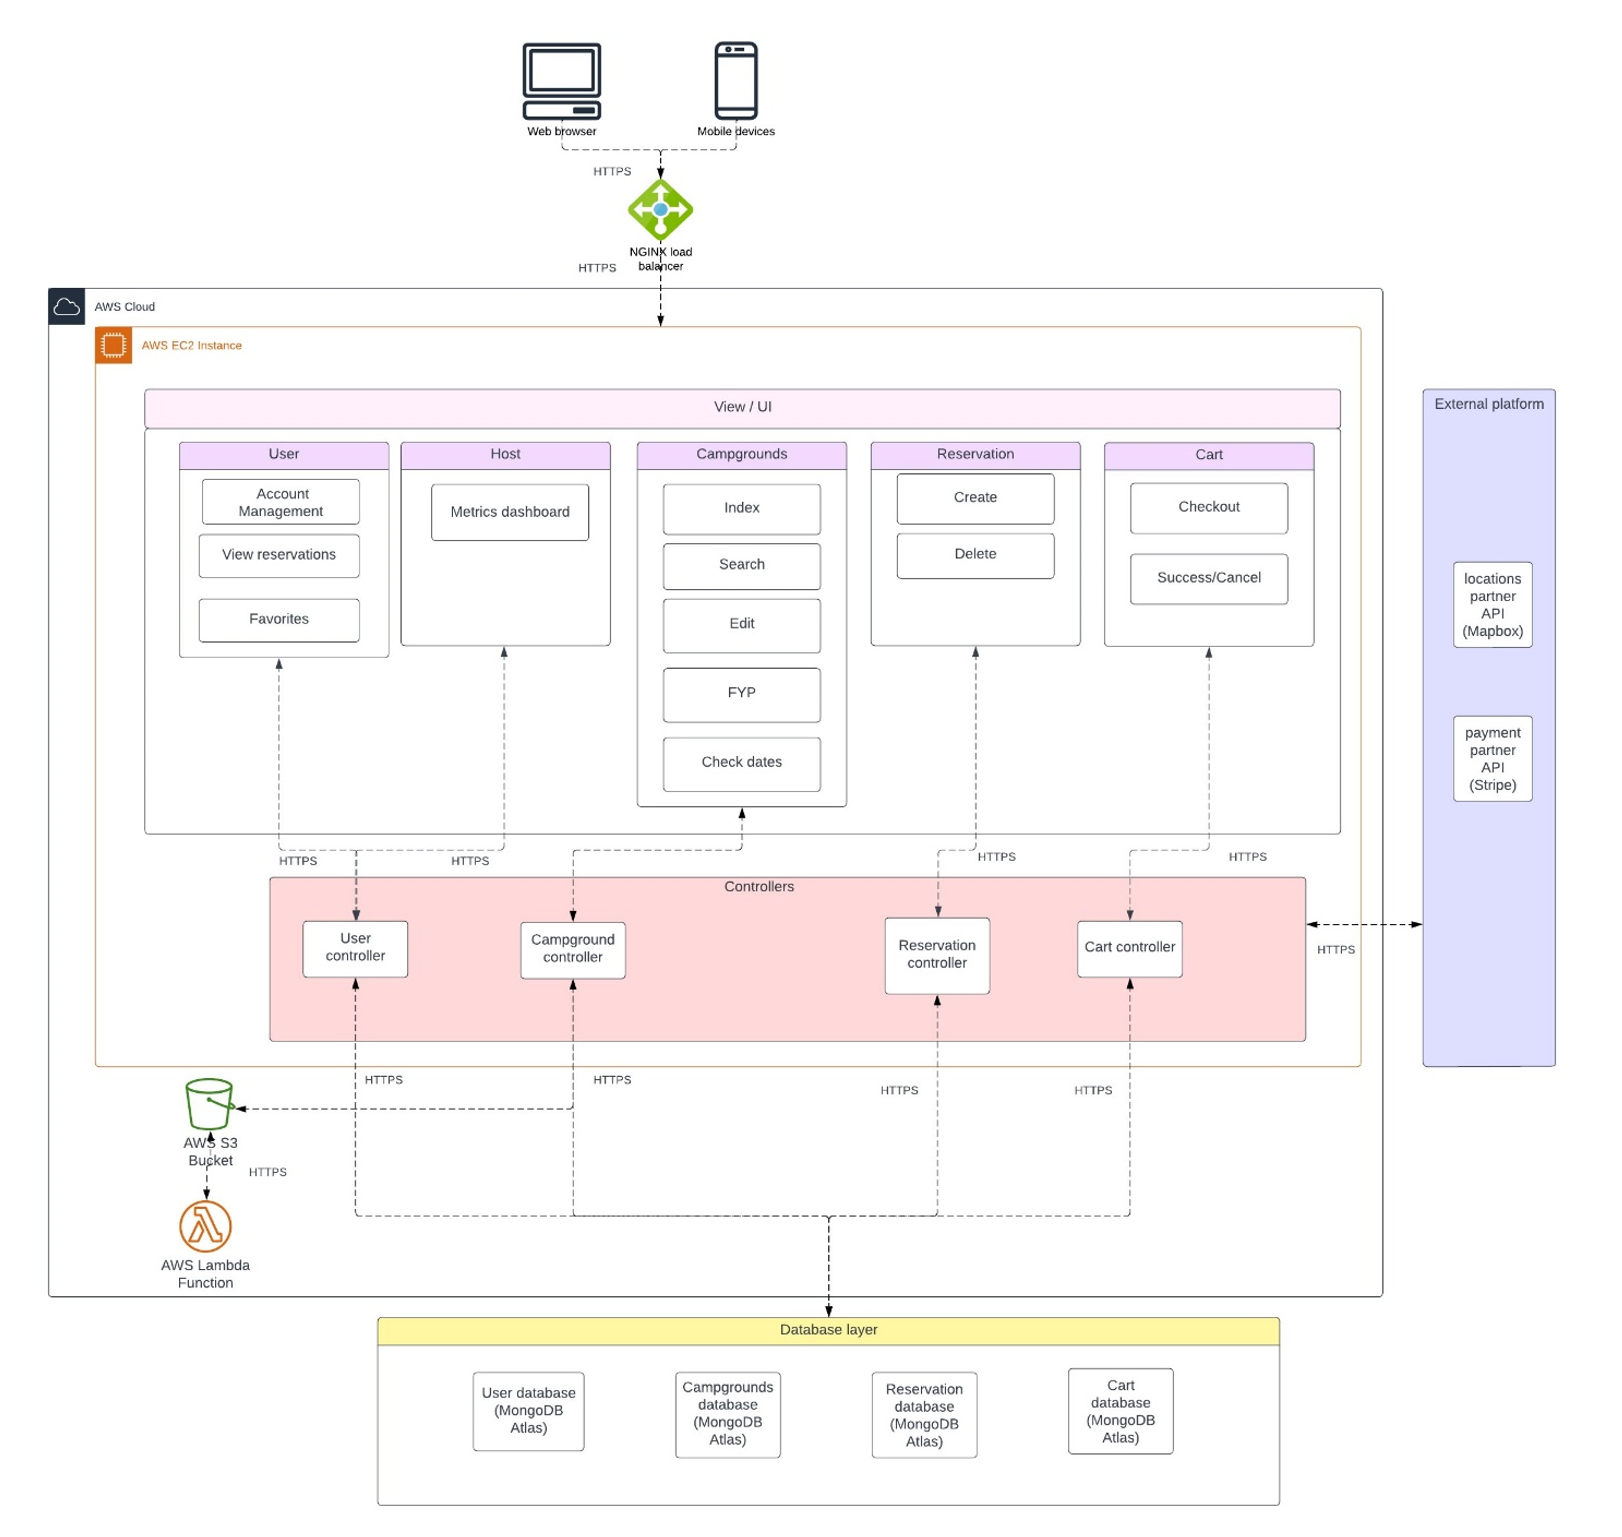 Web browser
Mobile devices
HTTPS
NGINX load
balancer
HTTPS
AWS Cloud
AWS EC2 Instance
View / UI
External platform
User
Host
Campgrounds
Reservation
Cart
Account
Management
View reservations
Favorites
Metrics dashboard
Index
Search
Edit
FYP
Check dates
Create
Delete
Checkout
Success/Cancel
locations
partner
API
(Mapbox)
payment
partner
API
(Stripe)
HTTPS
HTTPS
HTTPS
HTTPS
Controllers
User
controller
Campground
controller
Reservation
controller
Cart controller
HTTPS
HTTPS
HTTPS
HTTPS
HTTPS
AWS S3
Bucket
HTTPS
AWS Lambda
Function
Database layer
User database
(MongoDB
Atlas)
Campgrounds
database
(MongoDB
Atlas)
Reservation
database
(MongoDB
Atlas)
Cart
database
(MongoDB
Atlas)